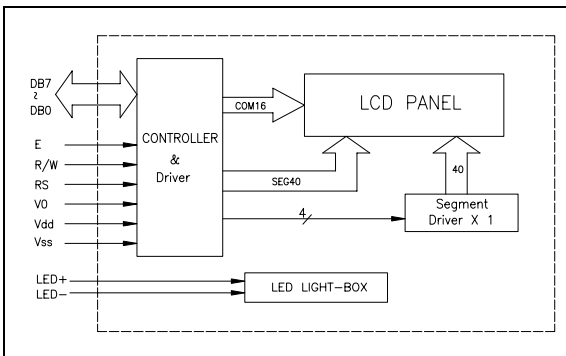 DB7
~
DB0
E
R/W
RS
V0
Vdd
Vss
LED+
LED-
CONTROLLER
&
Driver
COM16
SEG40
4
LCD PANEL
40
Segment
Driver X 1
LED LIGHT-BOX